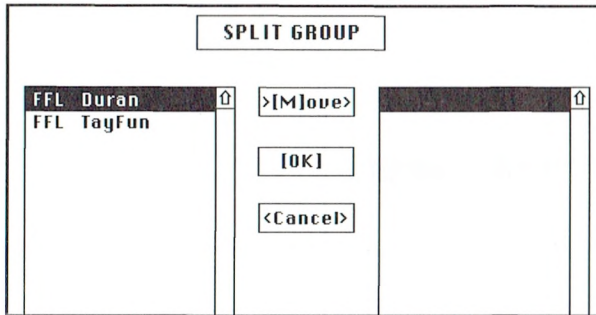 SPLIT GROUP
FFL Duran
FFL TayFun
>[M]ove>
[OK]
<Cancel>